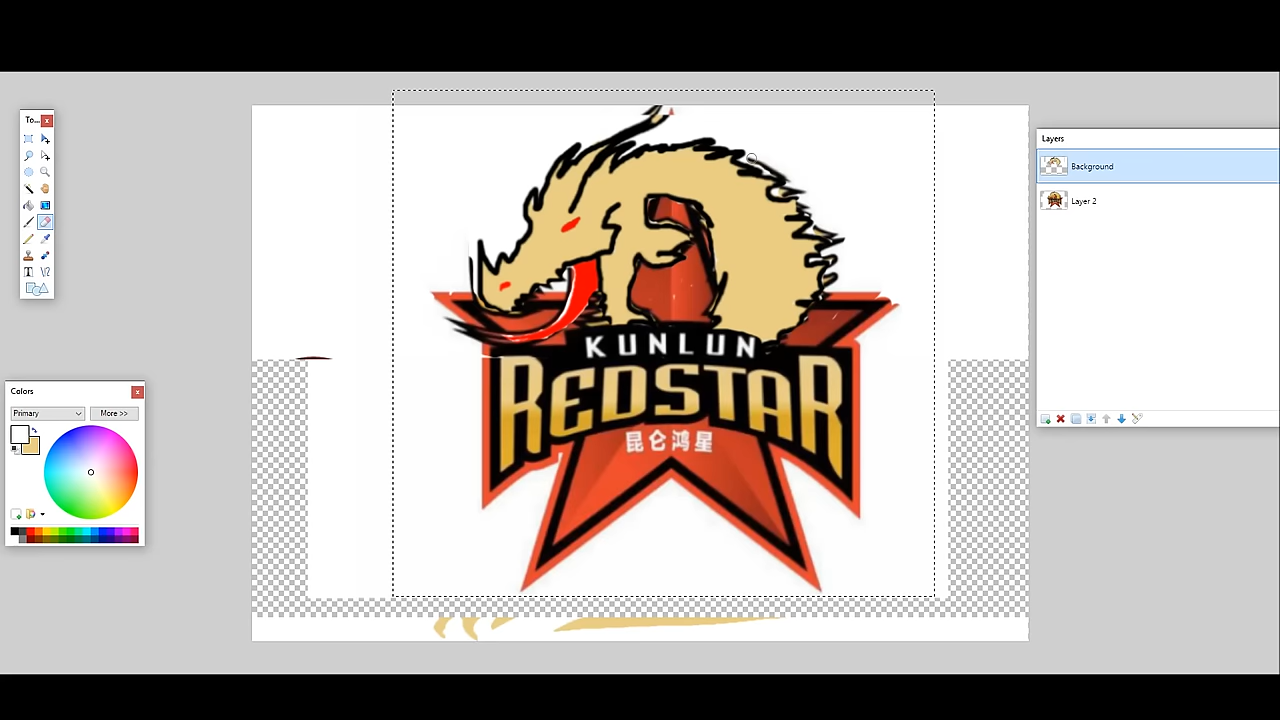 To...
Layers
Background
Layer 2
KUNLUN
REDSTAR
昆仑鸿星
Colors
Primary
More >>